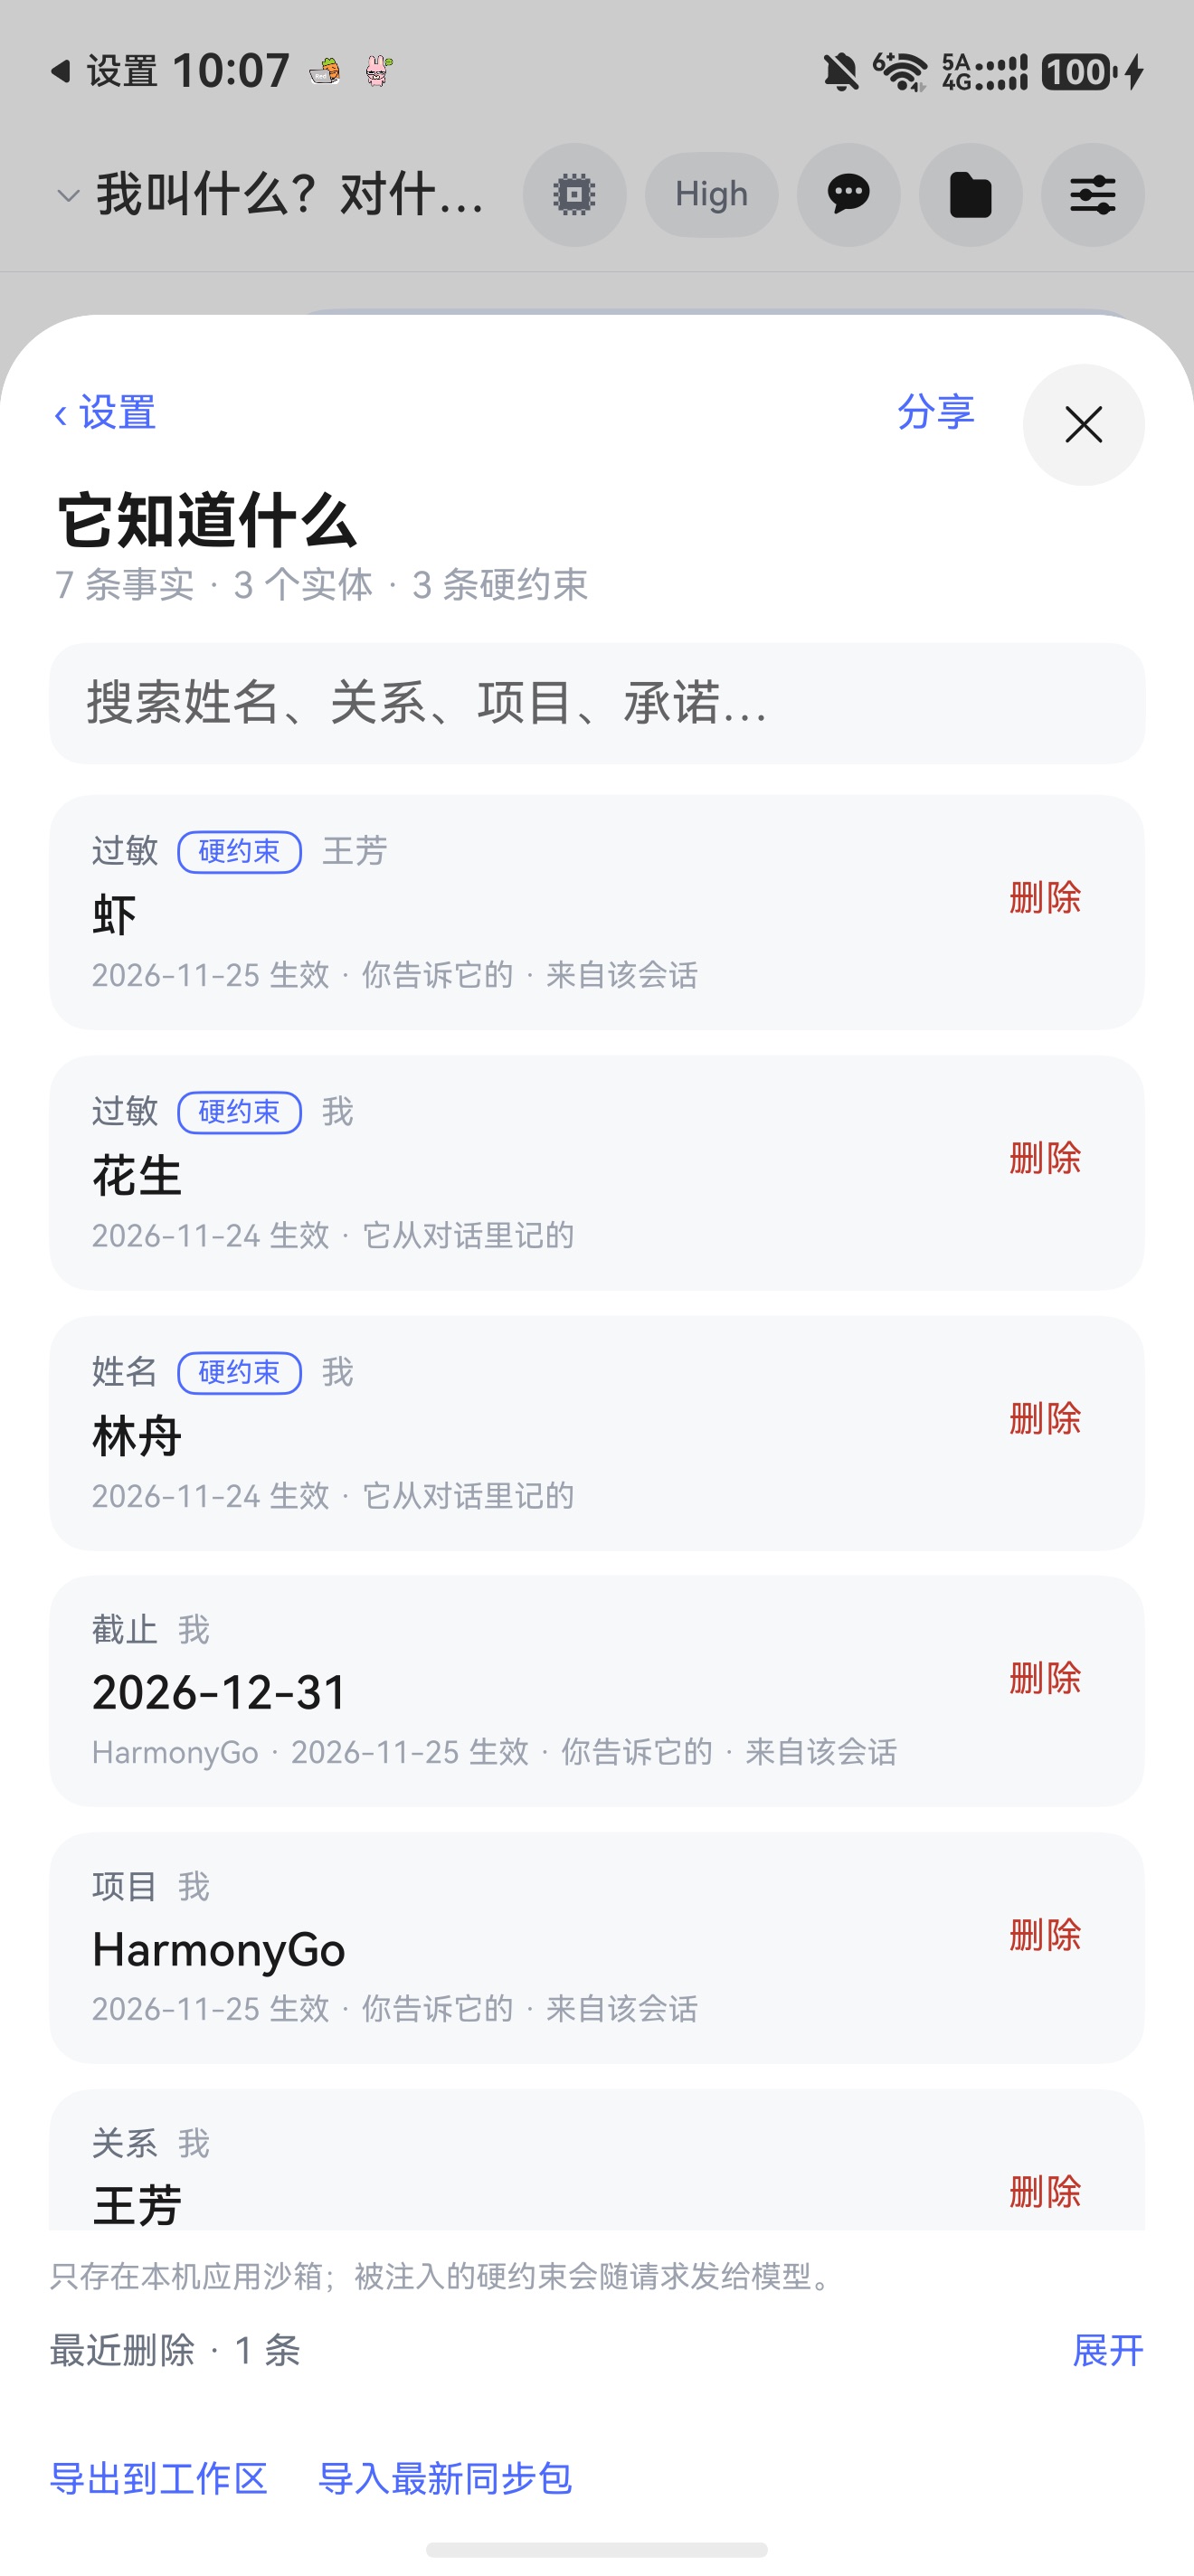 设置 10:07
6+ 5A 4G 100
我叫什么？对什... High
‹ 设置 分享
它知道什么
7 条事实 · 3 个实体 · 3 条硬约束
搜索姓名、关系、项目、承诺...
过敏 硬约束 王芳
虾
删除
2026-11-25 生效 · 你告诉它的 · 来自该会话
过敏 硬约束 我
花生
删除
2026-11-24 生效 · 它从对话里记的
姓名 硬约束 我
林舟
删除
2026-11-24 生效 · 它从对话里记的
截止 我
2026-12-31
删除
HarmonyGo · 2026-11-25 生效 · 你告诉它的 · 来自该会话
项目 我
HarmonyGo
删除
2026-11-25 生效 · 你告诉它的 · 来自该会话
关系 我
王芳
删除
只存在本机应用沙箱；被注入的硬约束会随请求发给模型。
最近删除 · 1 条 展开
导出到工作区 导入最新同步包